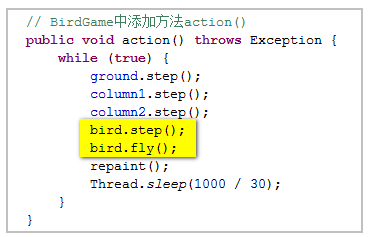 // BirdGame中添加方法action()
public void action() throws Exception {
while (true) {
ground.step();
column1.step();
column2.step();
bird.step();
bird.fly();
repaint();
Thread.sleep(1000 / 30);
}
}